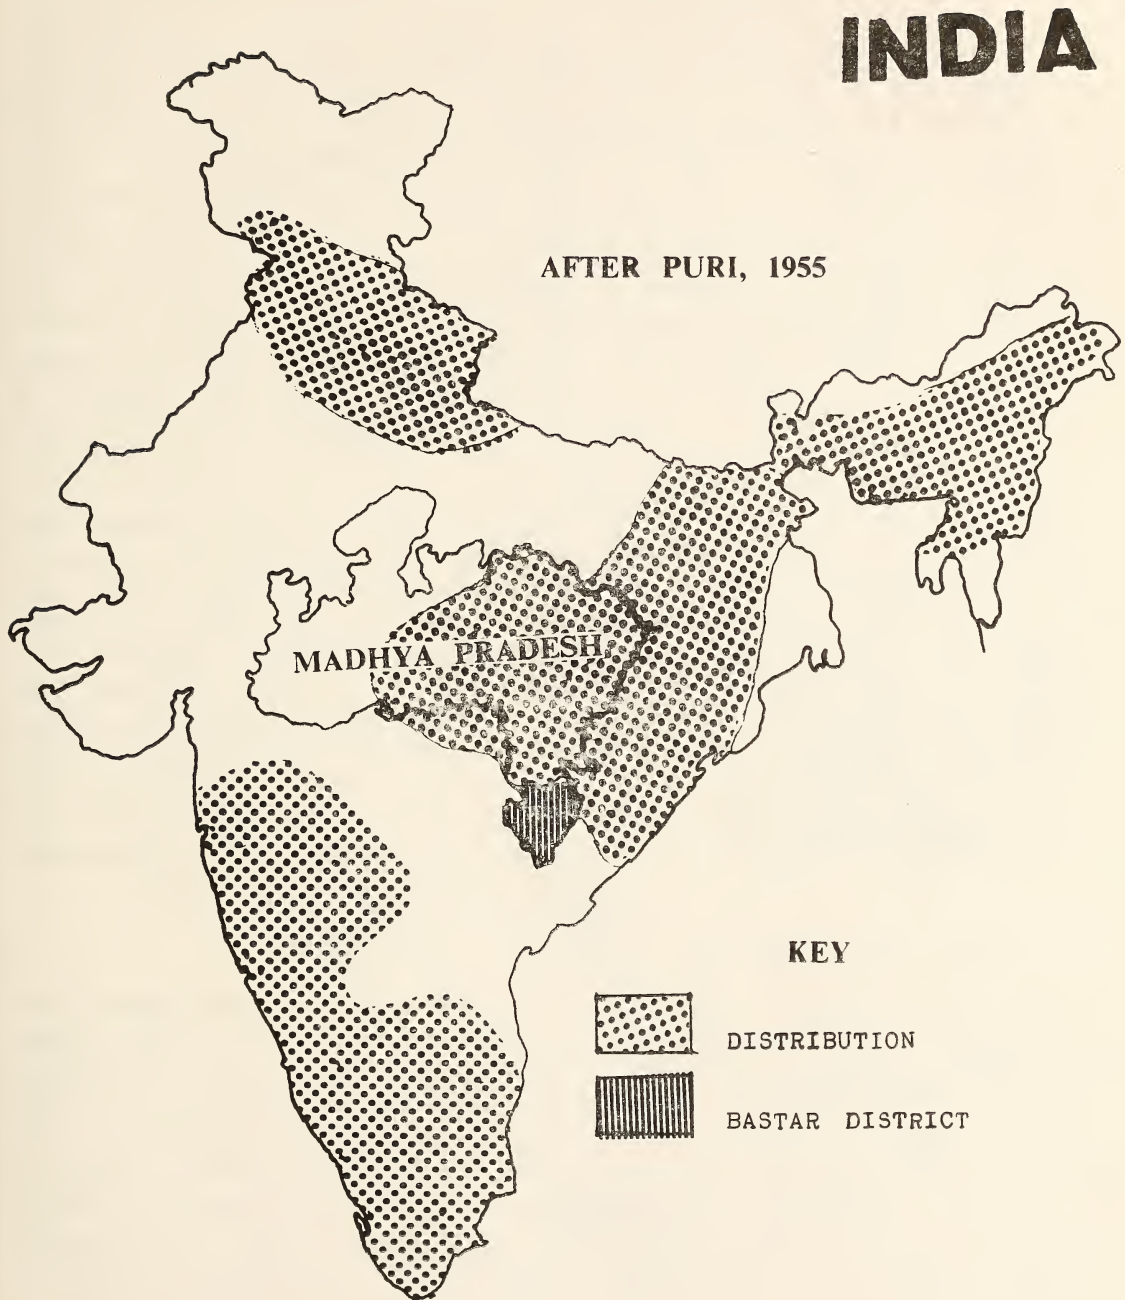 INDIA
AFTER PURI, 1955
MADHYA PRADESH
KEY
DISTRIBUTION
BASTAR DISTRICT